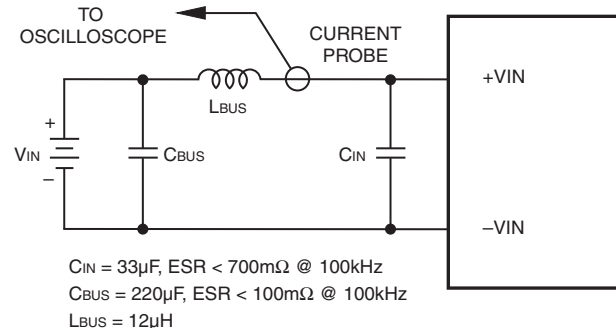 TO
OSCILLOSCOPE
CURRENT
PROBE
LBUS
+VIN
+
VIN
–
CBUS
CIN
–VIN
CIN = 33µF, ESR < 700mΩ @ 100kHz
CBUS = 220µF, ESR < 100mΩ @ 100kHz
LBUS = 12µH